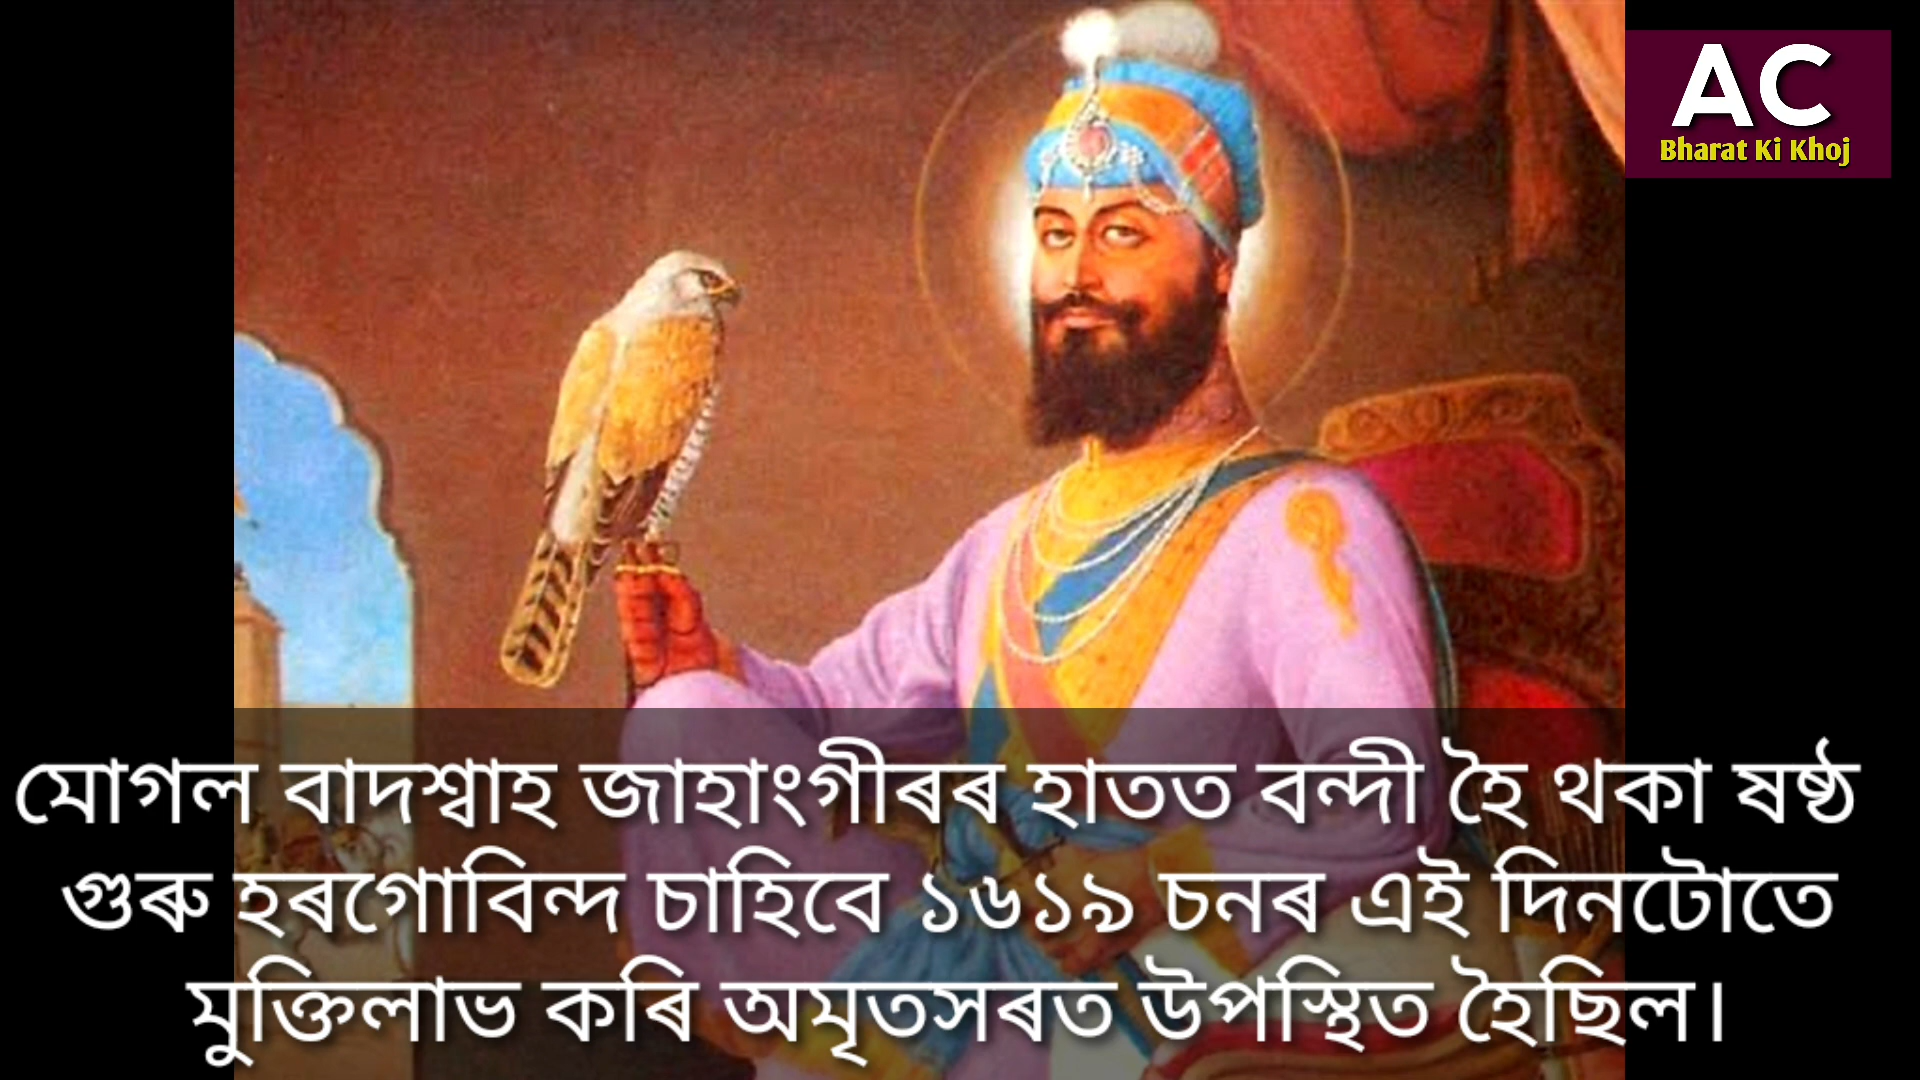 AC
Bharat Ki Khoj
মোগল বাদশ্বাহ জাহাংগীৰৰ হাতত বন্দী হৈ থকা ষষ্ঠ
গুৰু হৰগোবিন্দ চাহিবে ১৬১৯ চনৰ এই দিনটোতে
মুক্তিলাভ কৰি অমৃতসৰত উপস্থিত হৈছিল।